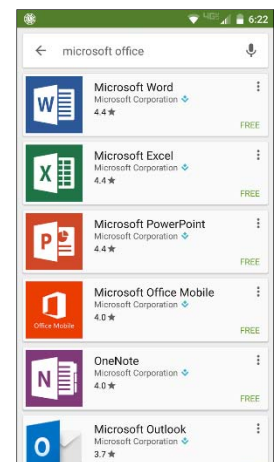 4G 6:22
microsoft office
W Microsoft Word
Microsoft Corporation
4.4★
FREE
X Microsoft Excel
Microsoft Corporation
4.4★
FREE
P Microsoft PowerPoint
Microsoft Corporation
4.4★
FREE
Office Mobile
Microsoft Office Mobile
Microsoft Corporation
4.0★
FREE
N OneNote
Microsoft Corporation
4.0★
FREE
O Microsoft Outlook
Microsoft Corporation
3.7★